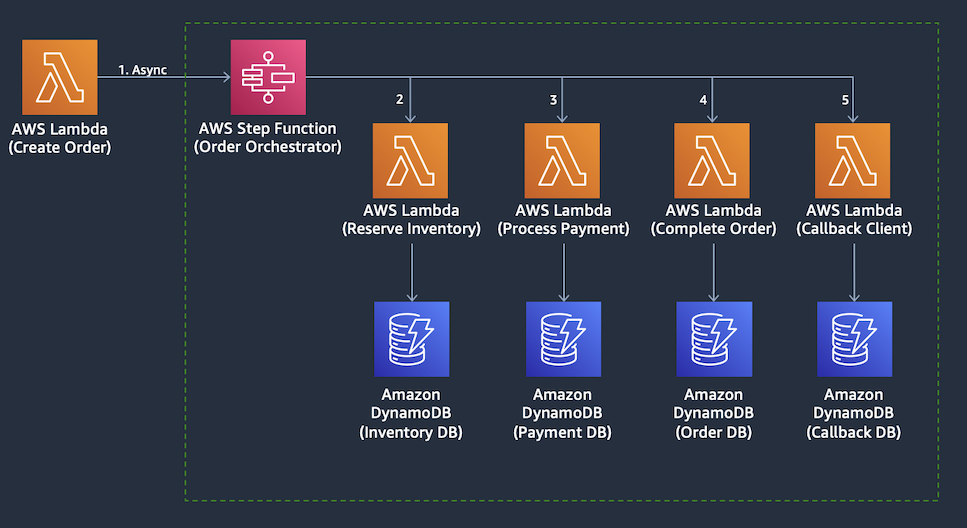 1. Async
AWS Lambda
(Create Order)
AWS Step Function
(Order Orchestrator)
2
3
4
5
AWS Lambda
(Reserve Inventory)
AWS Lambda
(Process Payment)
AWS Lambda
(Complete Order)
AWS Lambda
(Callback Client)
Amazon
DynamoDB
(Inventory DB)
Amazon
DynamoDB
(Payment DB)
Amazon
DynamoDB
(Order DB)
Amazon
DynamoDB
(Callback DB)